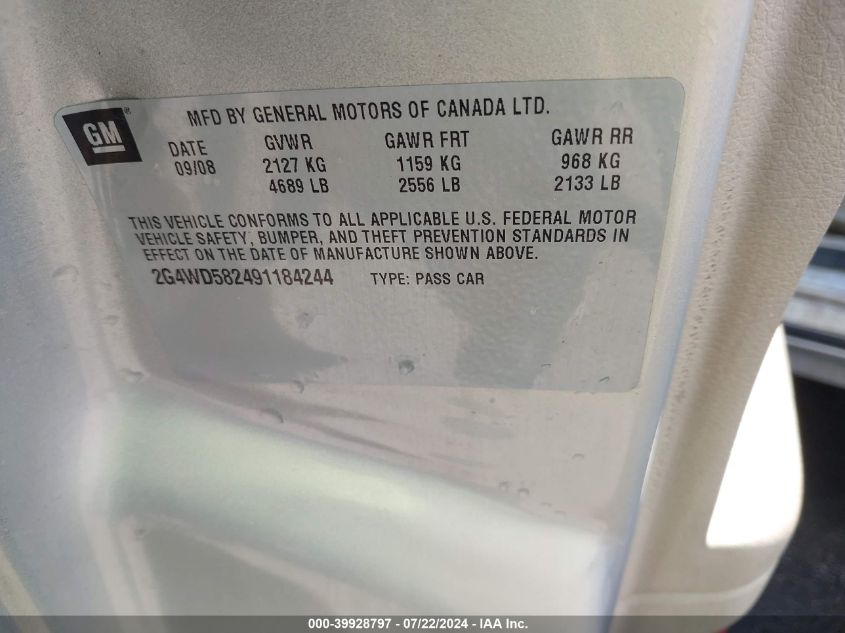 GM ®
MFD BY GENERAL MOTORS OF CANADA LTD.
DATE GVWR GAWR FRT GAWR RR
09/08 2127 KG 1159 KG 968 KG
4689 LB 2556 LB 2133 LB
THIS VEHICLE CONFORMS TO ALL APPLICABLE U.S. FEDERAL MOTOR
VEHICLE SAFETY, BUMPER, AND THEFT PREVENTION STANDARDS IN
EFFECT ON THE DATE OF MANUFACTURE SHOWN ABOVE.
2G4WD582491184244 TYPE: PASS CAR
000-39928797 - 07/22/2024 - IAA Inc.